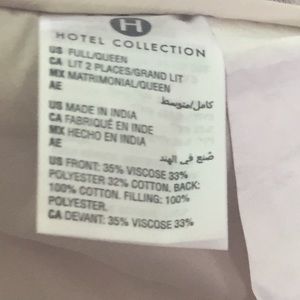 H
HOTEL COLLECTION
US FULL/QUEEN
CA LIT 2 PLACES/GRAND LIT
MX MATRIMONIAL/QUEEN
AE
كامل/متوسط
US MADE IN INDIA
CA FABRIQUÉ EN INDE
MX HECHO EN INDIA
AE
صُنع في الهند
US FRONT: 35% VISCOSE 33%
POLYESTER 32% COTTON. BACK:
100% COTTON. FILLING: 100%
POLYESTER.
CA DEVANT: 35% VISCOSE 33%